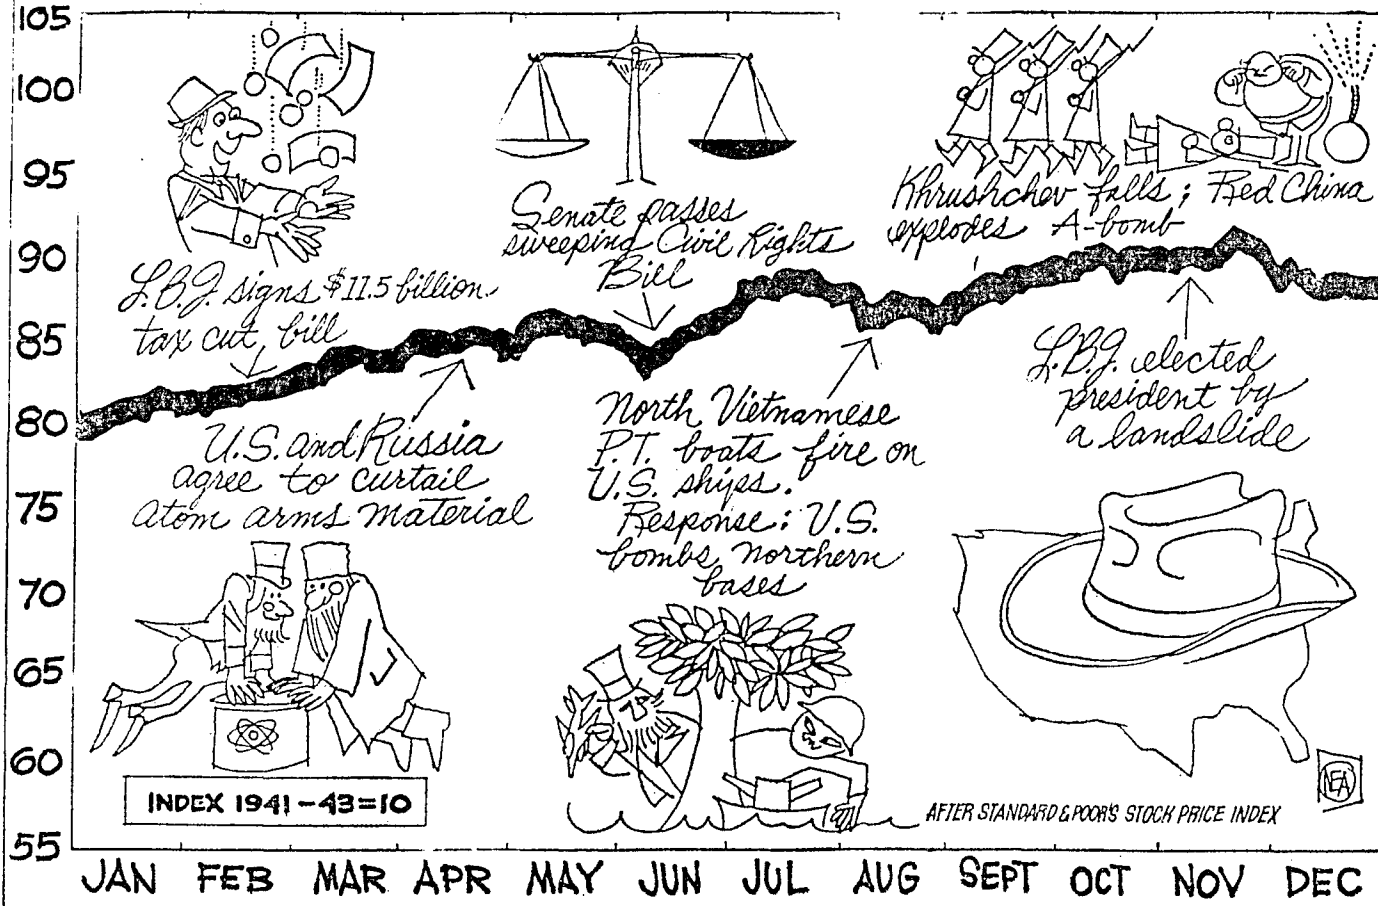 105
100
95
90
85
80
75
70
65
60
55
L.B.J. signs $11.5 billion
tax cut bill
Senate passes
sweeping Civil Rights
Bill
Khrushchev falls; Red China
explodes A-bomb
U.S. and Russia
agree to curtail
atom arms material
North Vietnamese
P.T. boats fire on
U.S. ships.
Response: U.S.
bombs northern
bases
L.B.J. elected
president by
a landslide
INDEX 1941-43=10
AFTER STANDARD & POOR'S STOCK PRICE INDEX
NEA
JAN FEB MAR APR MAY JUN JUL AUG SEPT OCT NOV DEC